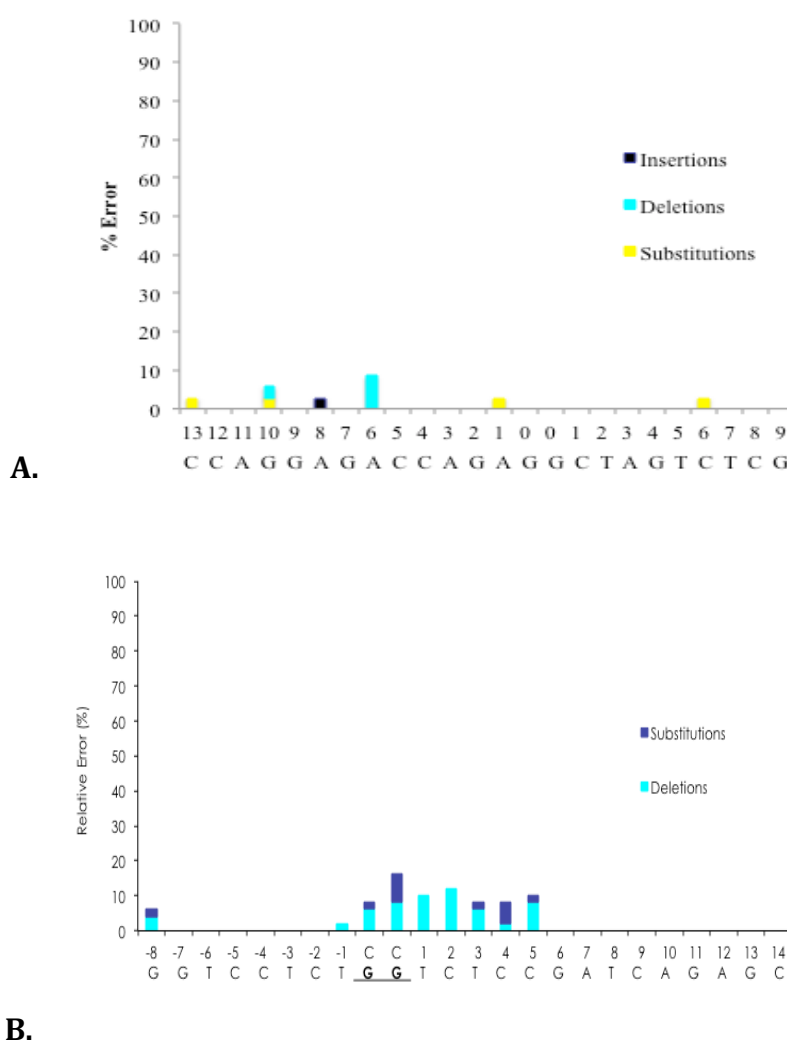 100
90
80
70
60
50
40
30
20
10
0
% Error
Insertions
Deletions
Substitutions
13 12 11 10 9 8 7 6 5 4 3 2 1 0 0 1 2 3 4 5 6 7 8 9
C C A G G A G A C C A G A G G C T A G T C T C G
A.
100
90
80
70
60
50
40
30
20
10
0
Relative Error (%)
Substitutions
Deletions
-8 -7 -6 -5 -4 -3 -2 -1 C C 1 2 3 4 5 6 7 8 9 10 11 12 13 14
G G T C C T C T G G T C T C C G A T C A G A G C
B.